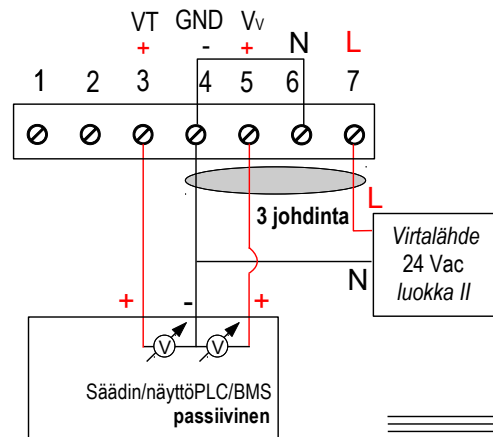 VT GND Vv
+ - + N L
1 2 3 4 5 6 7
L
3 johdinta
Virtalähde
24 Vac
luokka II
N
+ - +
V V
Säädin/näyttöPLC/BMS
passiivinen